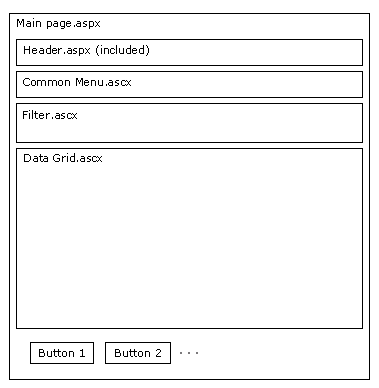 Main page.aspx
Header.aspx (included)
Common Menu.ascx
Filter.ascx
Data Grid.ascx
Button 1 Button 2 . . .